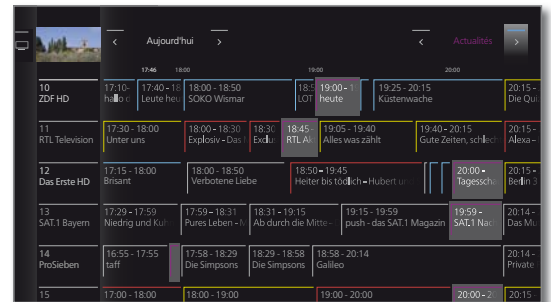 Aujourd'hui
Actualités
17:46 18:00 19:00 20:00
10 17:10- 17:40 - 18 18:00 - 18:50 18:5 19:00 - 1 19:25 - 20:15 20:15 -
ZDF HD hallo Leute heu SOKO Wismar LOT heute Küstenwache Die Qui
11 17:30 - 18:00 18:00 - 18:30 18:30 18:45 - 19:05 - 19:40 19:40 - 20:15 20:15 -
RTL Television Unter uns Explosiv - Das Exclus RTL Ak Alles was zählt Gute Zeiten, schlech Alexa -
12 17:15 - 18:00 18:00 - 18:50 18:50 - 19:45 20:00 - 20:15 -
Das Erste HD Brisant Verbotene Liebe Heiter bis tödlich - Hubert un Tagesscha Berlin 3
13 17:29 - 17:59 17:59 - 18:31 18:31 - 19:15 19:15 - 19:59 19:59 - 20:14 -
SAT.1 Bayern Niedrig und Kuh Pures Leben - M Ab durch die Mitte - push - das SAT.1 Magazin SAT.1 Nac Das Mu
14 16:55 - 17:55 17:58 - 18:29 18:29 - 18:58 18:58 - 20:14 20:14 -
ProSieben taff Die Simpsons Die Simpsons Galileo Private
15 17:00 - 18:00 18:00 - 19:00 19:00 - 20:00 20:00 - 2 20:15 -